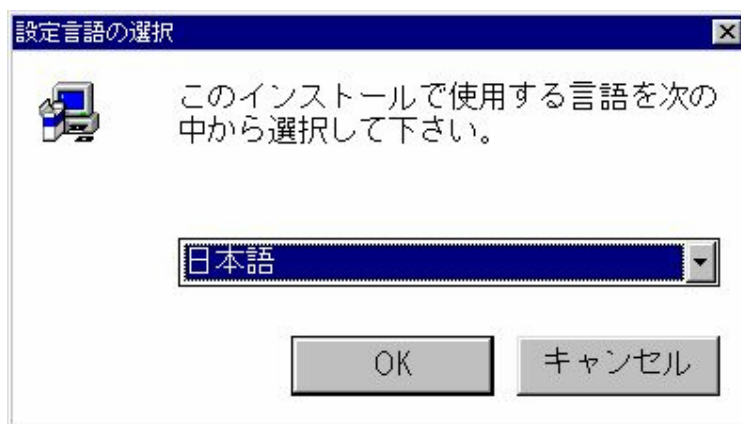 設定言語の選択
このインストールで使用する言語を次の
中から選択して下さい。
日本語
OK
キャンセル